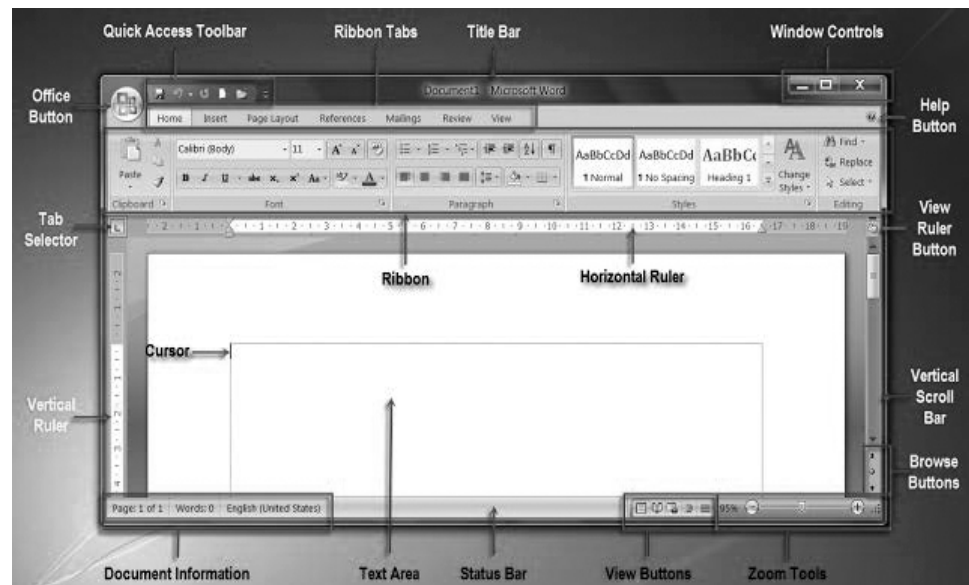 Quick Access Toolbar
Ribbon Tabs
Title Bar
Window Controls
Office
Button
Document1 - Microsoft Word
Home Insert Page Layout References Mailings Review View
Help
Button
Calibri (Body) 11
AaBbCcDd AaBbCcDd AaBbCc
Paste
1 Normal 1 No Spacing Heading 1
Change
Styles
Find
Replace
Select
Clipboard Font Paragraph Styles Editing
Tab
Selector
View
Ruler
Button
Ribbon
Horizontal Ruler
Cursor
Vertical
Ruler
Vertical
Scroll
Bar
Browse
Buttons
Page: 1 of 1 Words: 0 English (United States)
95%
Document Information
Text Area
Status Bar
View Buttons
Zoom Tools